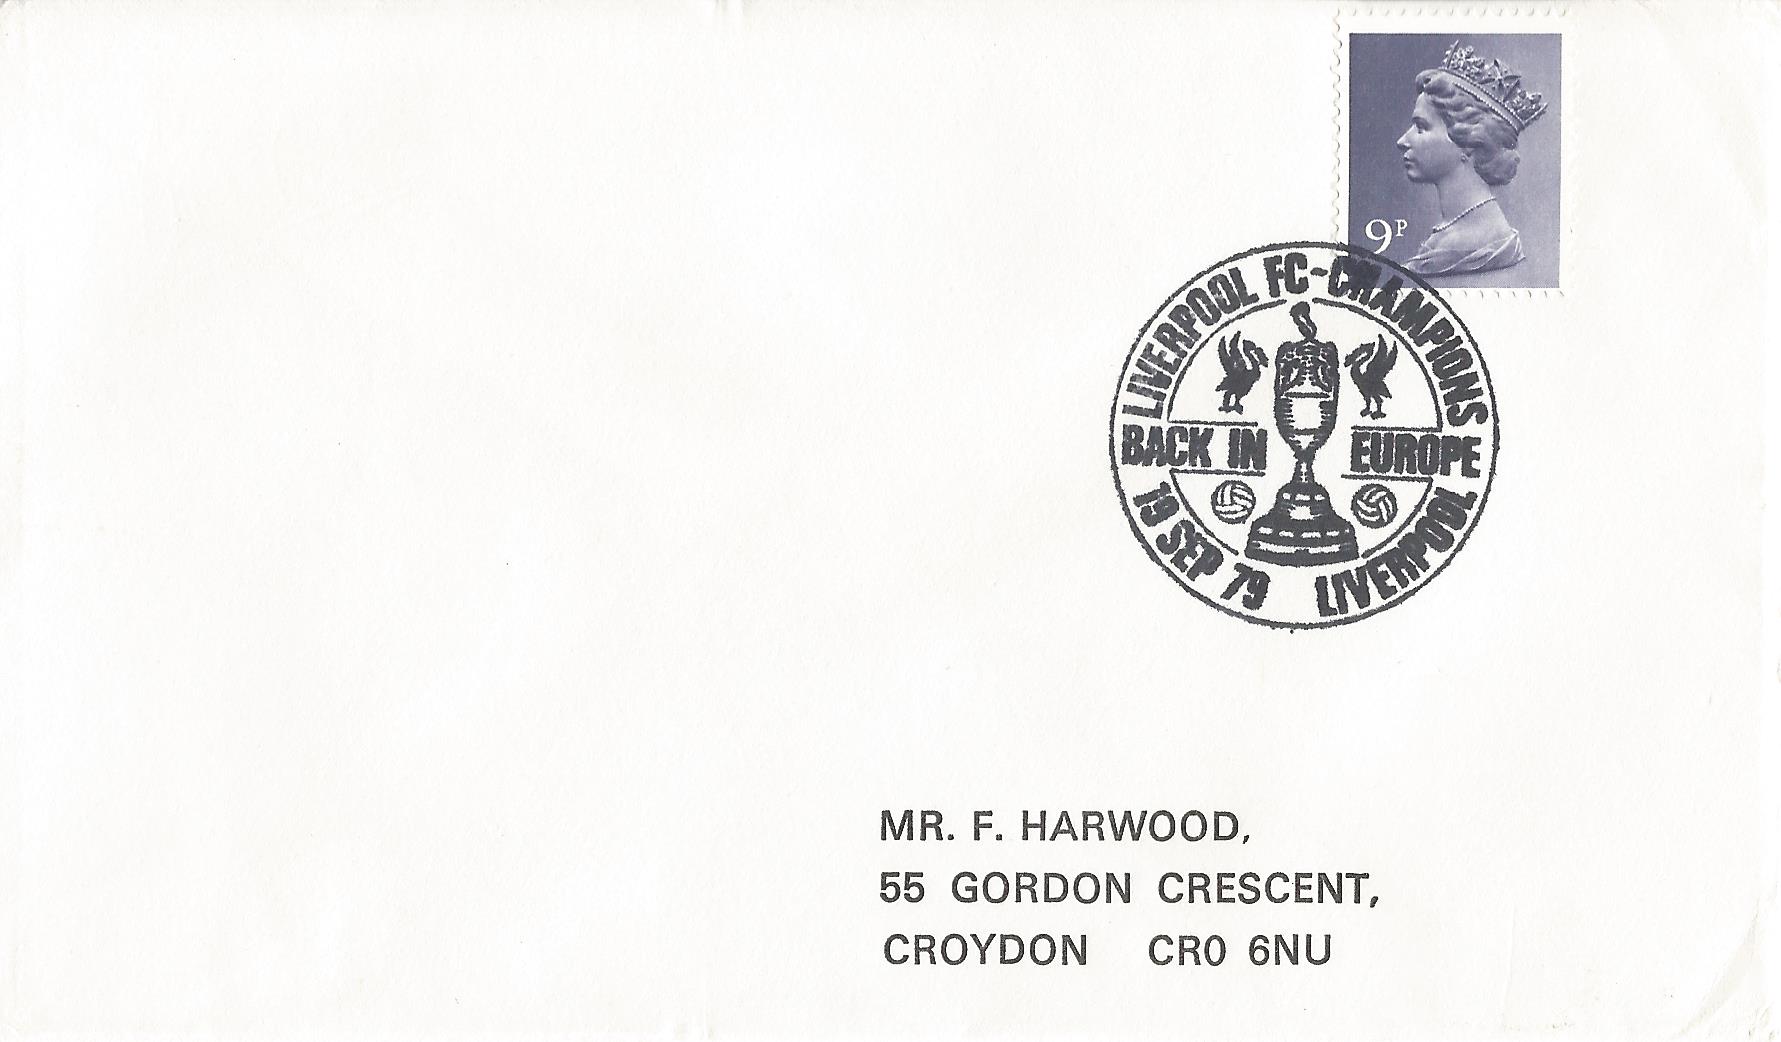 9P
LIVERPOOL FC-CHAMPIONS
BACK IN EUROPE
19 SEP 79 LIVERPOOL
MR. F. HARWOOD,
55 GORDON CRESCENT,
CROYDON CR0 6NU